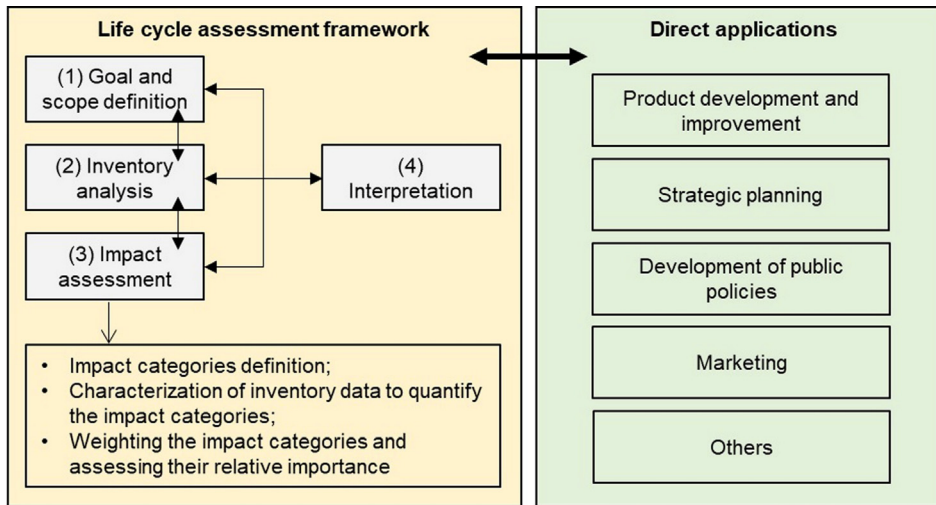 Life cycle assessment framework
(1) Goal and
scope definition
(2) Inventory
analysis
(3) Impact
assessment
(4)
Interpretation
• Impact categories definition;
• Characterization of inventory data to quantify
the impact categories;
• Weighting the impact categories and
assessing their relative importance
Direct applications
Product development and
improvement
Strategic planning
Development of public
policies
Marketing
Others